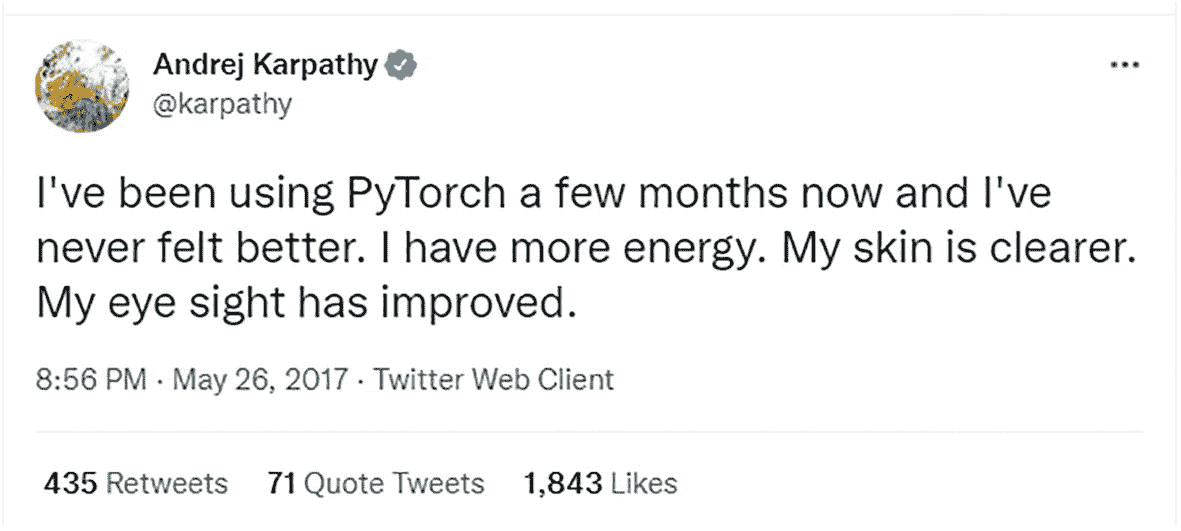 Andrej Karpathy
@karpathy
I've been using PyTorch a few months now and I've
never felt better. I have more energy. My skin is clearer.
My eye sight has improved.
8:56 PM · May 26, 2017 · Twitter Web Client
435 Retweets 71 Quote Tweets 1,843 Likes